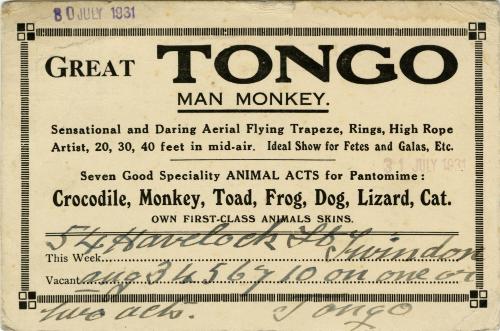 30 JULY 1931
GREAT TONGO
MAN MONKEY.
Sensational and Daring Aerial Flying Trapeze, Rings, High Rope
Artist, 20, 30, 40 feet in mid-air. Ideal Show for Fetes and Galas, Etc.
31 JULY 1931
Seven Good Speciality ANIMAL ACTS for Pantomime:
Crocodile, Monkey, Toad, Frog, Dog, Lizard, Cat.
OWN FIRST-CLASS ANIMALS SKINS.
54 Havelock St, Swindon
This Week
Vacant aug 3 4 5 6 7 10 on one or
two acts. Tongo